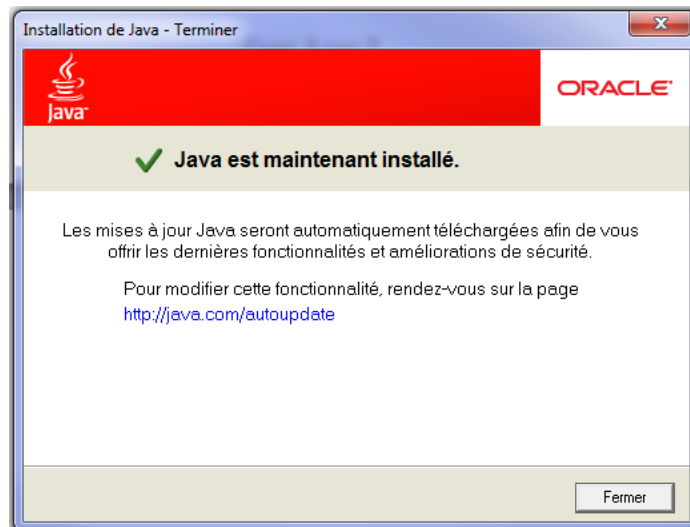 Installation de Java - Terminer
Java
ORACLE
Java est maintenant installé.
Les mises à jour Java seront automatiquement téléchargées afin de vous
offrir les dernières fonctionnalités et améliorations de sécurité.
Pour modifier cette fonctionnalité, rendez-vous sur la page
http://java.com/autoupdate
Fermer